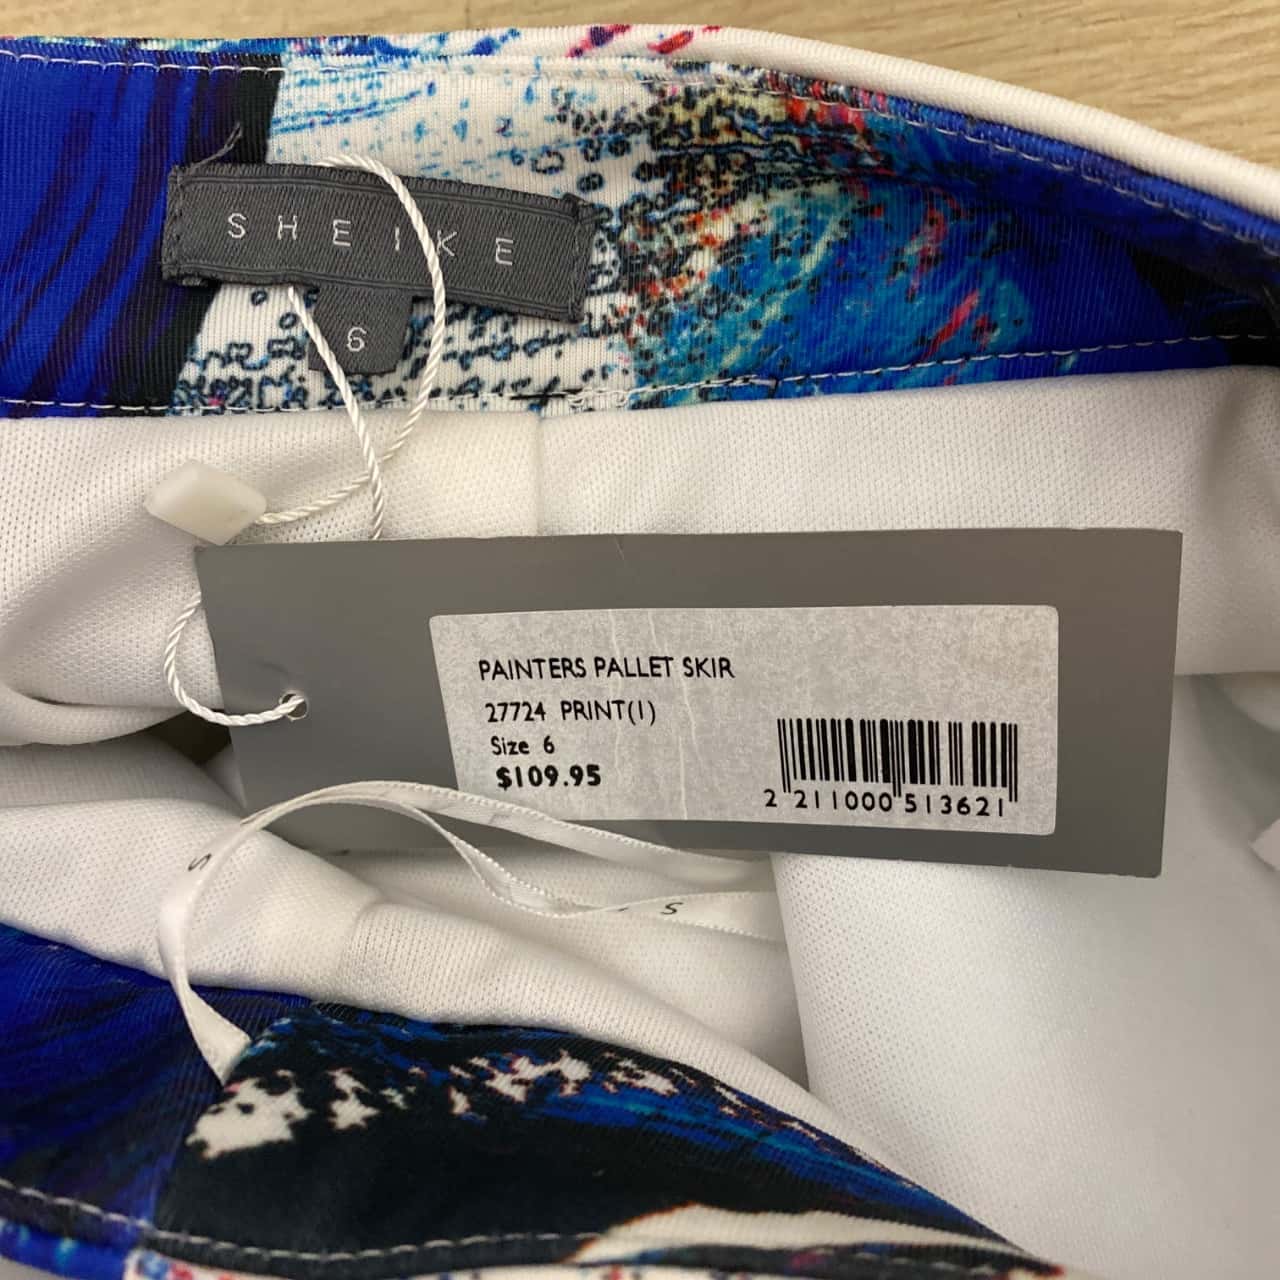 SHEIKE
6
PAINTERS PALLET SKIR
27724 PRINT(1)
Size 6
$109.95
2 211000 513621
S
S